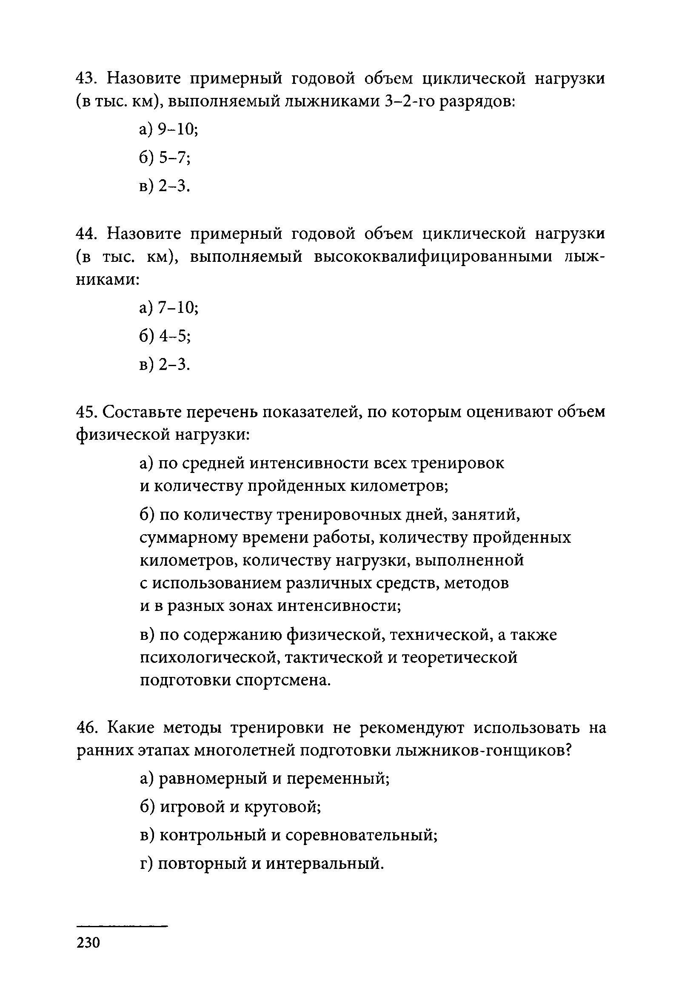 43. Назовите примерный годовой объем циклической нагрузки
(в тыс. км), выполняемый лыжниками 3–2-го разрядов:
а) 9–10;
б) 5–7;
в) 2–3.
44. Назовите примерный годовой объем циклической нагрузки
(в тыс. км), выполняемый высококвалифицированными лыж-
никами:
а) 7–10;
б) 4–5;
в) 2–3.
45. Составьте перечень показателей, по которым оценивают объем
физической нагрузки:
а) по средней интенсивности всех тренировок
и количеству пройденных километров;
б) по количеству тренировочных дней, занятий,
суммарному времени работы, количеству пройденных
километров, количеству нагрузки, выполненной
с использованием различных средств, методов
и в разных зонах интенсивности;
в) по содержанию физической, технической, а также
психологической, тактической и теоретической
подготовки спортсмена.
46. Какие методы тренировки не рекомендуют использовать на
ранних этапах многолетней подготовки лыжников-гонщиков?
а) равномерный и переменный;
б) игровой и круговой;
в) контрольный и соревновательный;
г) повторный и интервальный.
230